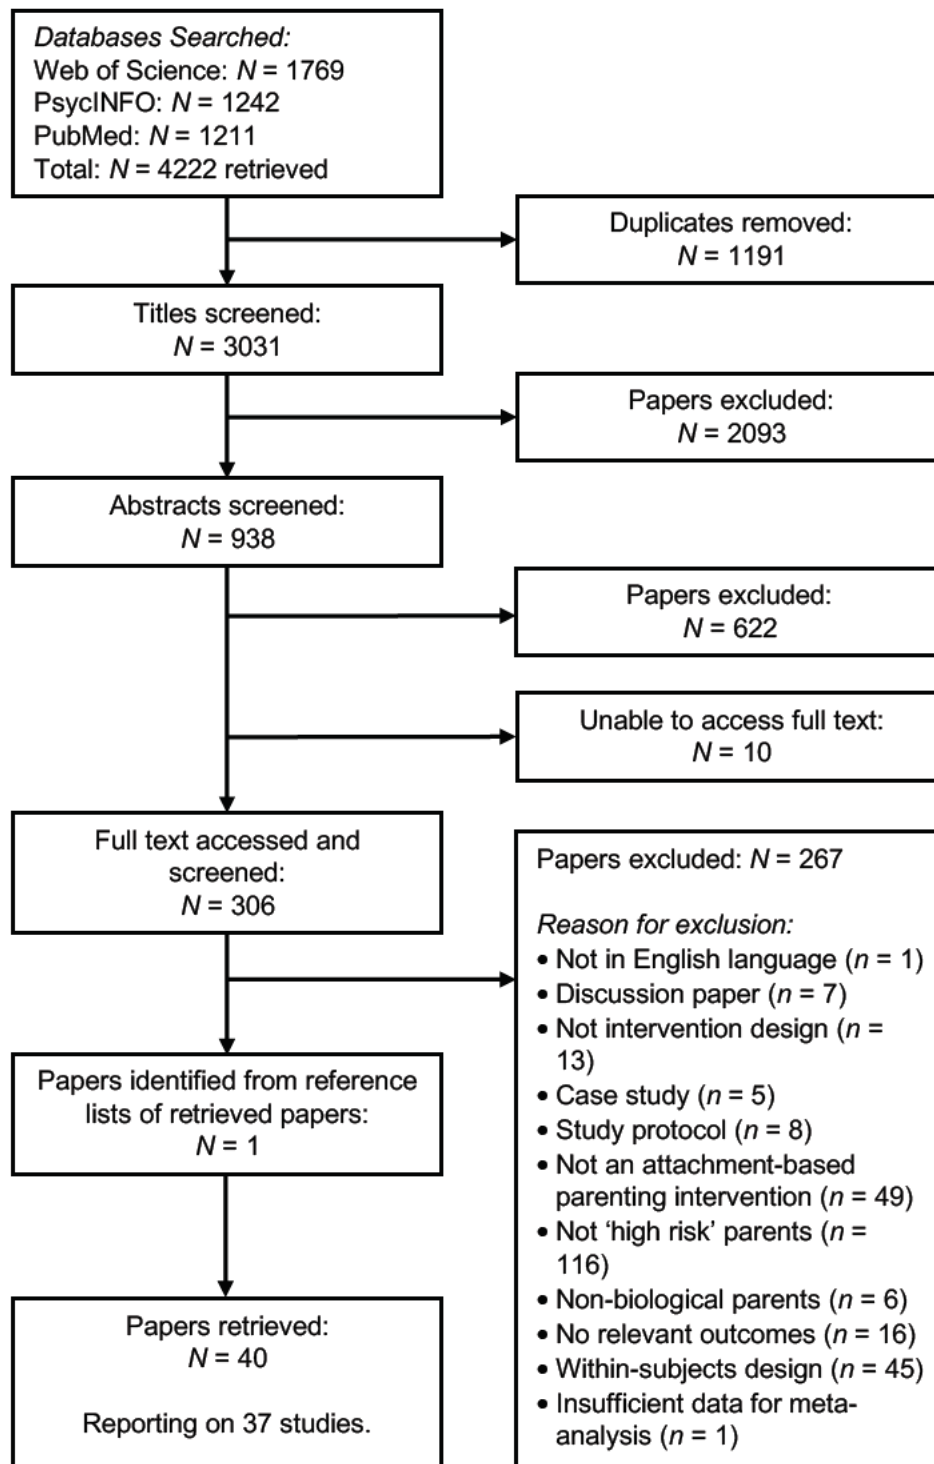 Databases Searched:
Web of Science: N = 1769
PsycINFO: N = 1242
PubMed: N = 1211
Total: N = 4222 retrieved
Duplicates removed:
N = 1191
Titles screened:
N = 3031
Papers excluded:
N = 2093
Abstracts screened:
N = 938
Papers excluded:
N = 622
Unable to access full text:
N = 10
Full text accessed and
screened:
N = 306
Papers excluded: N = 267
Reason for exclusion:
• Not in English language (n = 1)
• Discussion paper (n = 7)
• Not intervention design (n =
13)
• Case study (n = 5)
• Study protocol (n = 8)
• Not an attachment-based
parenting intervention (n = 49)
• Not ‘high risk’ parents (n =
116)
• Non-biological parents (n = 6)
• No relevant outcomes (n = 16)
• Within-subjects design (n = 45)
• Insufficient data for meta-
analysis (n = 1)
Papers identified from reference
lists of retrieved papers:
N = 1
Papers retrieved:
N = 40
Reporting on 37 studies.